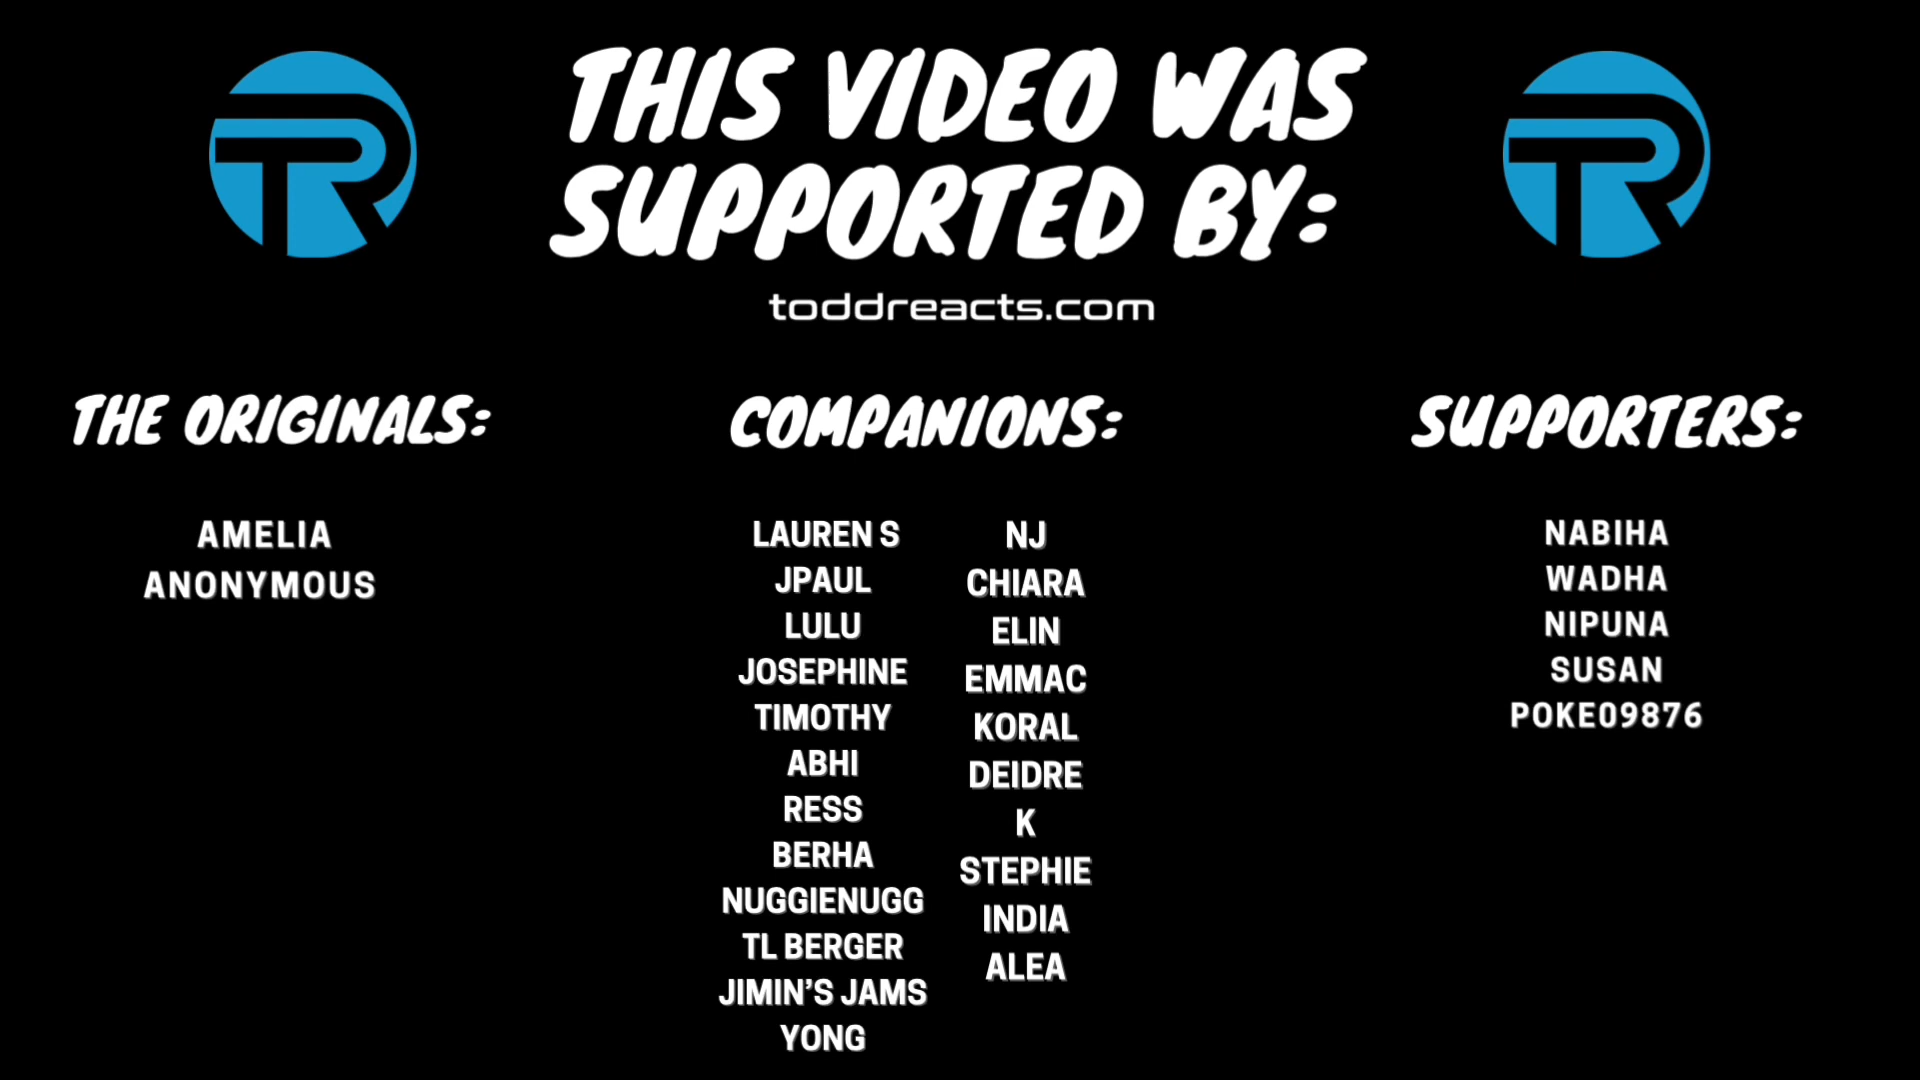 THIS VIDEO WAS
SUPPORTED BY:
toddreacts.com
THE ORIGINALS:
AMELIA
ANONYMOUS
COMPANIONS:
LAUREN S
JPAUL
LULU
JOSEPHINE
TIMOTHY
ABHI
RESS
BERHA
NUGGIENUGG
TL BERGER
JIMIN’S JAMS
YONG
NJ
CHIARA
ELIN
EMMAC
KORAL
DEIDRE
K
STEPHIE
INDIA
ALEA
SUPPORTERS:
NABIHA
WADHA
NIPUNA
SUSAN
POKE09876